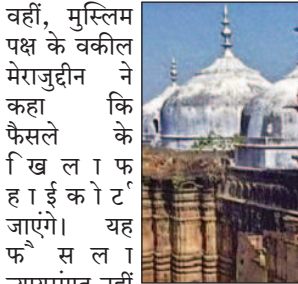 वहीं, मुस्लिम
पक्ष के वकील
मेराजुद्दीन ने
कहा कि
फैसले के
खिलाफ
हाईकोर्ट
जाएंगे। यह
फैसला